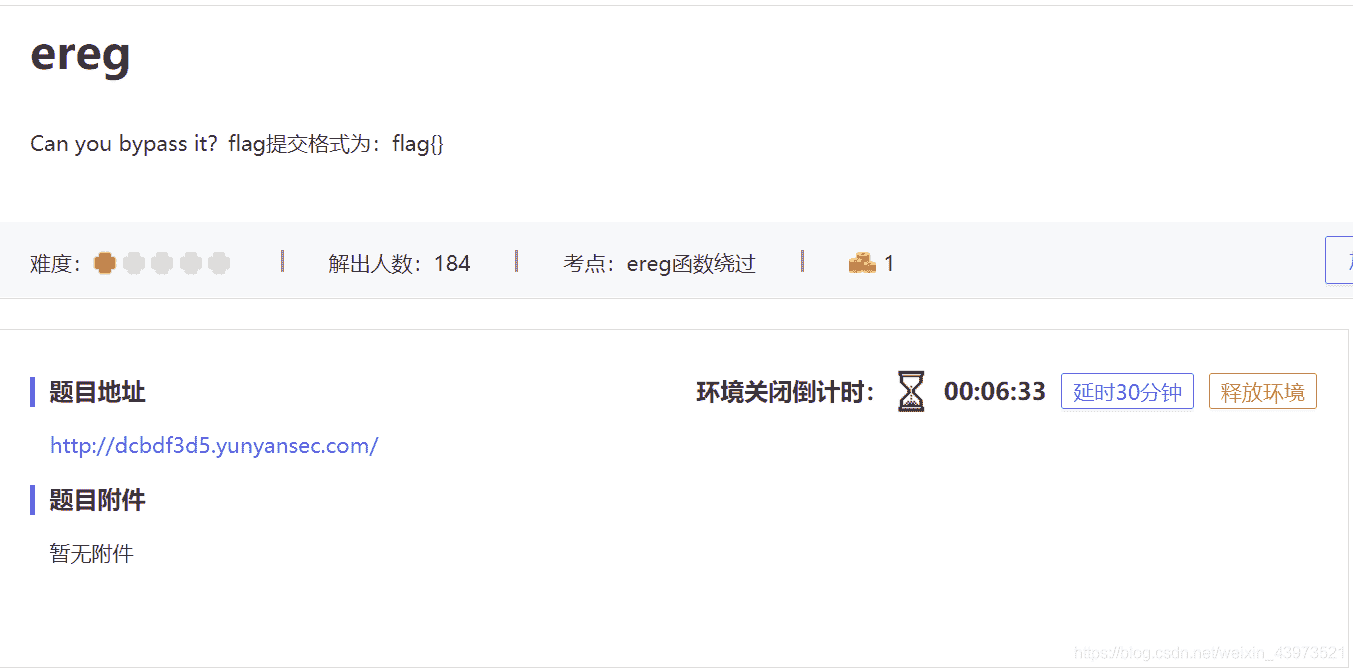 ereg
Can you bypass it？flag提交格式为：flag{}
难度：
解出人数：184
考点：ereg函数绕过
1
题目地址
环境关闭倒计时：
00:06:33
延时30分钟
释放环境
http://dcbdf3d5.yunyansec.com/
题目附件
暂无附件
https://blog.csdn.net/weixin_43973521